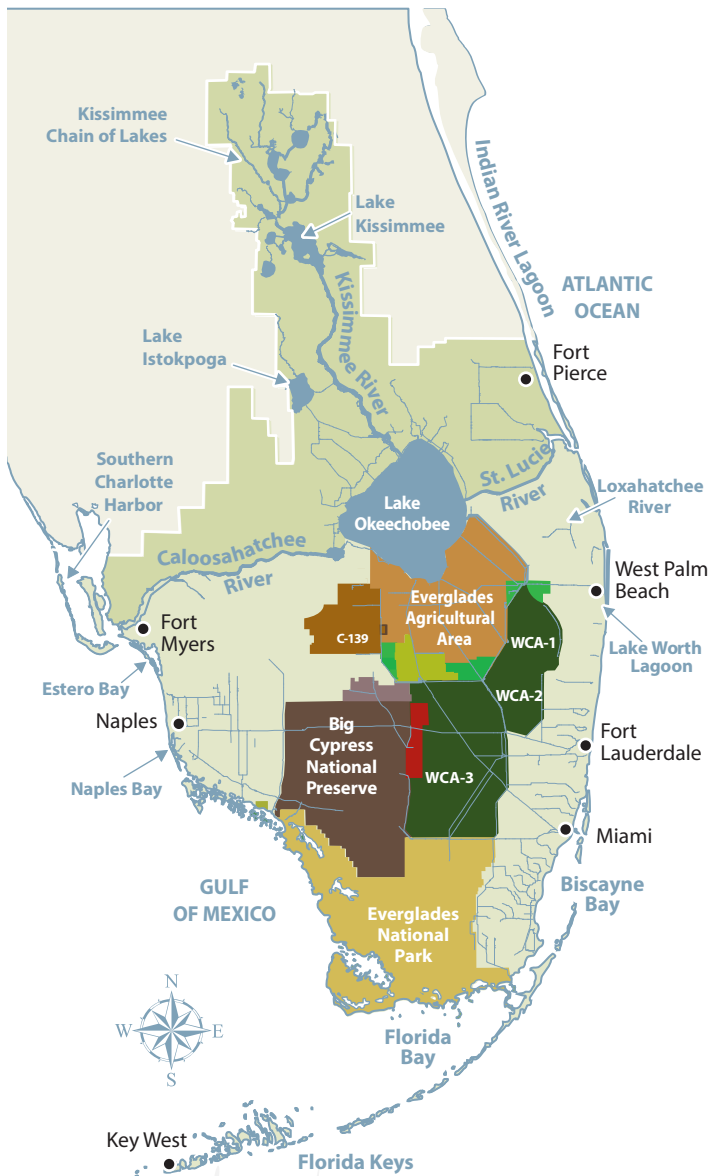 Kissimmee
Chain of Lakes
Lake
Kissimmee
Indian River Lagoon
ATLANTIC
OCEAN
Kissimmee River
Lake
Istokpoga
Fort
Pierce
Southern
Charlotte
Harbor
St. Lucie
River
Loxahatchee
River
Lake
Okeechobee
Caloosahatchee
River
West Palm
Beach
Everglades
Agricultural
Area
Fort
Myers
C-139
WCA-1
Lake Worth
Lagoon
Estero Bay
WCA-2
Naples
Big
Cypress
National
Preserve
Fort
Lauderdale
Naples Bay
WCA-3
Miami
GULF
OF MEXICO
Biscayne
Bay
Everglades
National
Park
N
W
E
S
Florida
Bay
Key West
Florida Keys